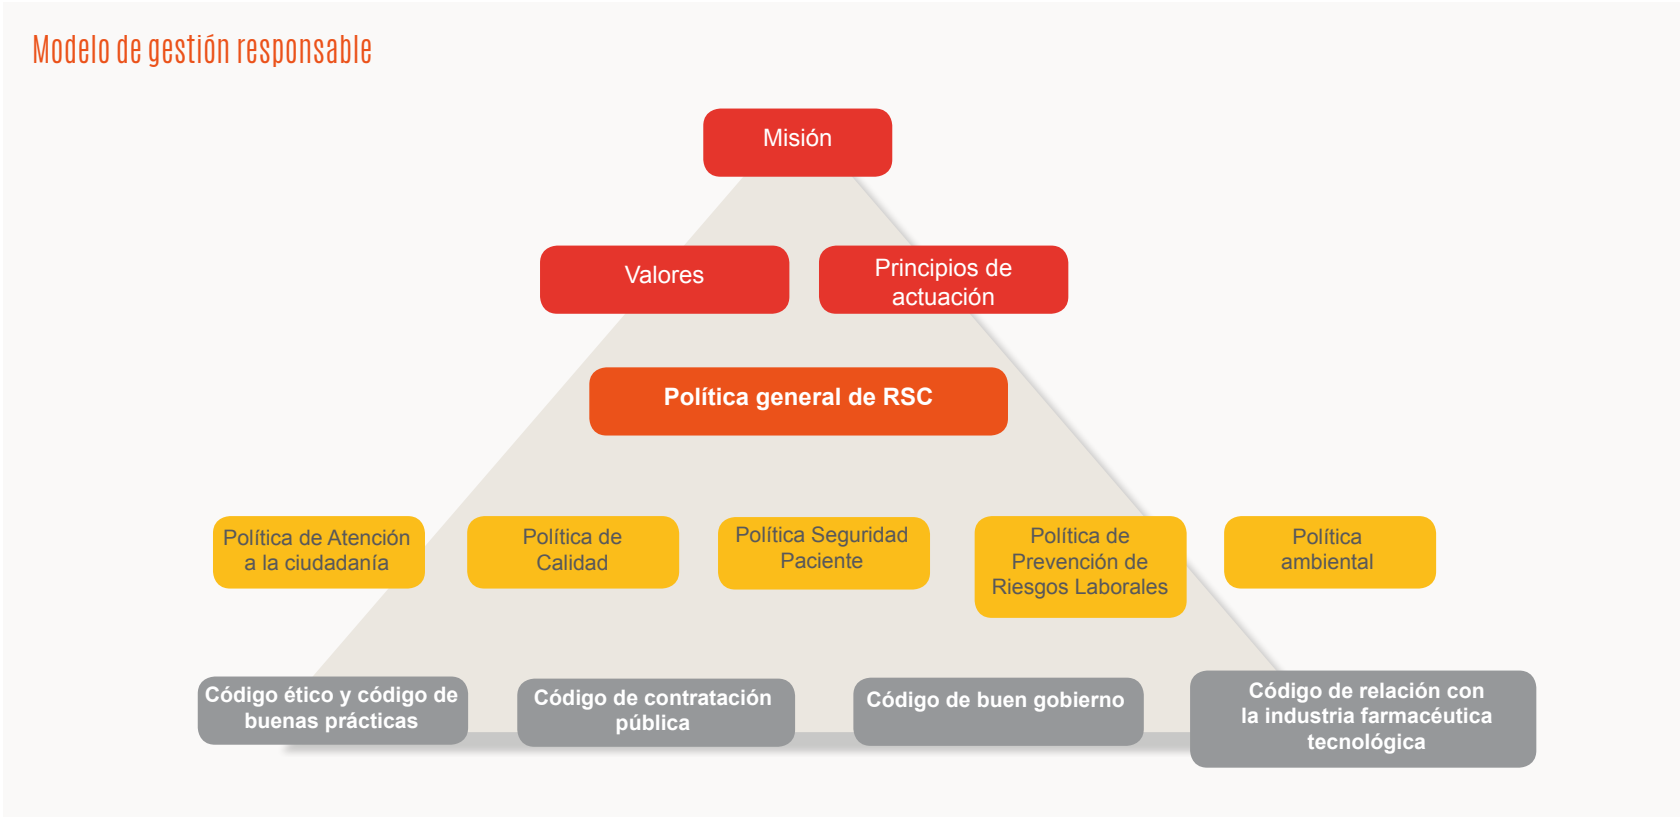 Modelo de gestión responsable
Misión
Valores
Principios de
actuación
Política general de RSC
Política de Atención
a la ciudadanía
Política de
Calidad
Política Seguridad
Paciente
Política de
Prevención de
Riesgos Laborales
Política
ambiental
Código ético y código de
buenas prácticas
Código de contratación
pública
Código de buen gobierno
Código de relación con
la industria farmacéutica
tecnológica